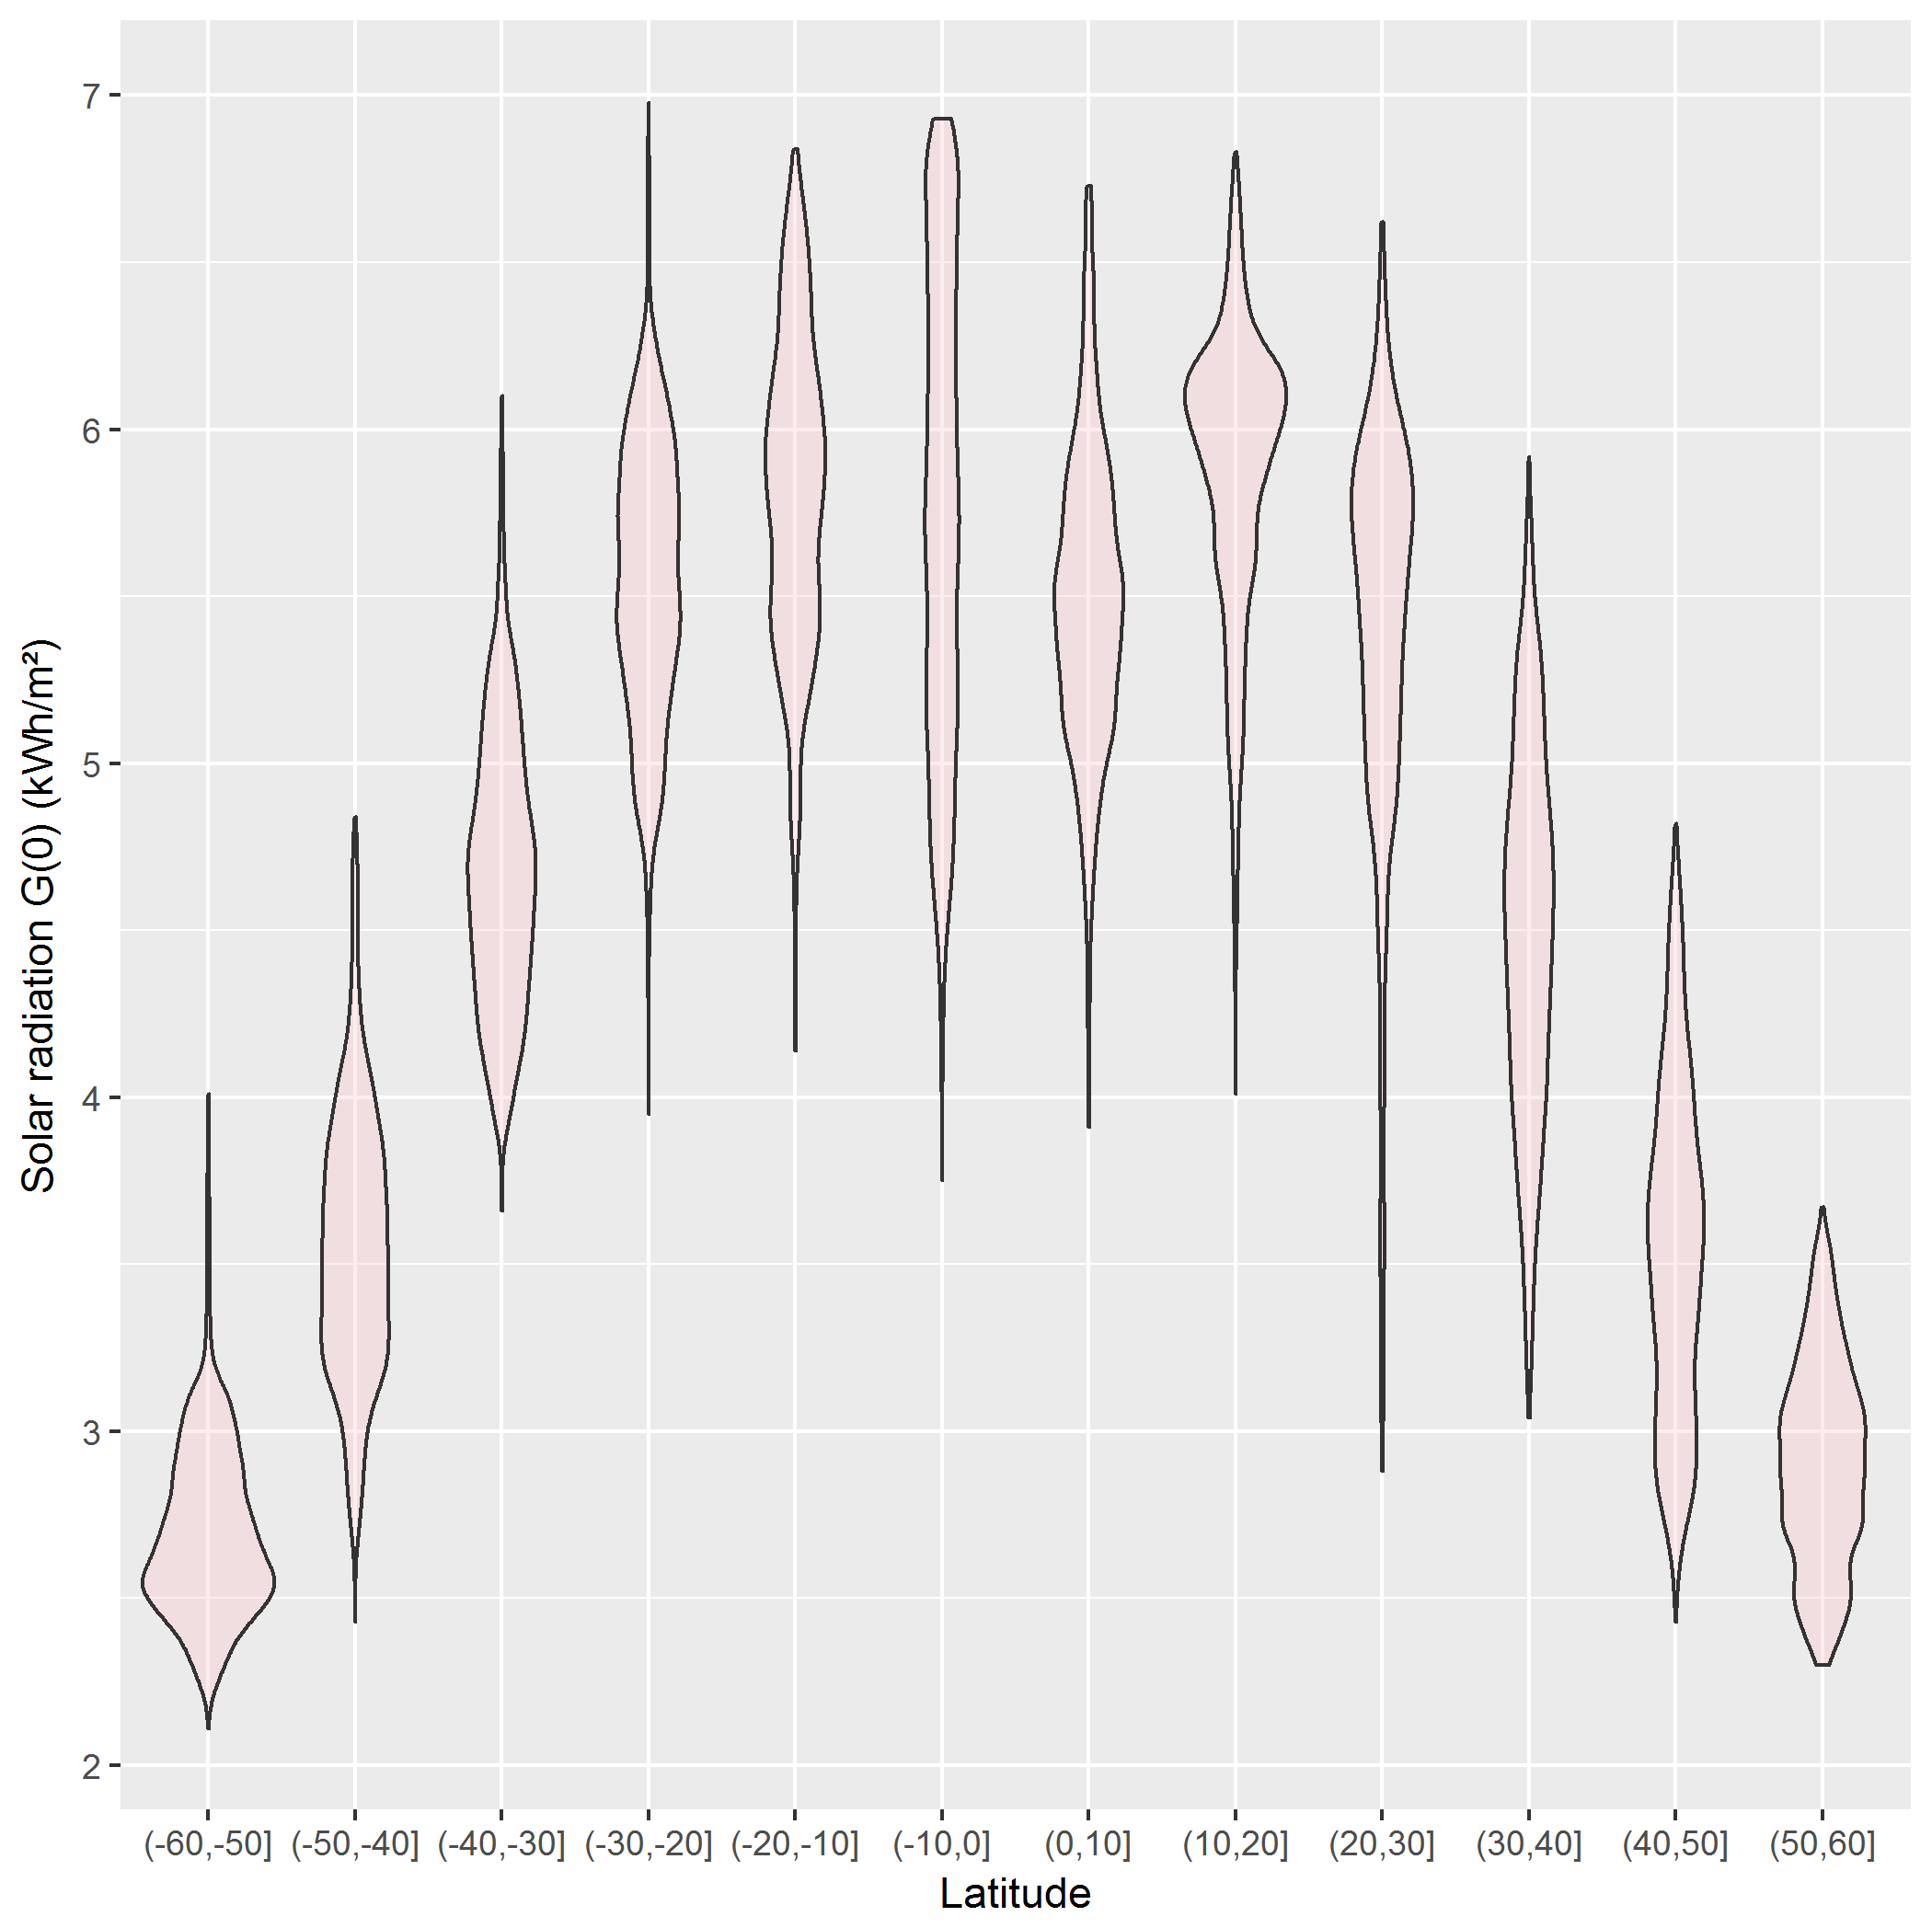 Solar radiation G(0) (kWh/m²)
7
6
5
4
3
2
(-60,-50] (-50,-40] (-40,-30] (-30,-20] (-20,-10] (-10,0] (0,10] (10,20] (20,30] (30,40] (40,50] (50,60]
Latitude